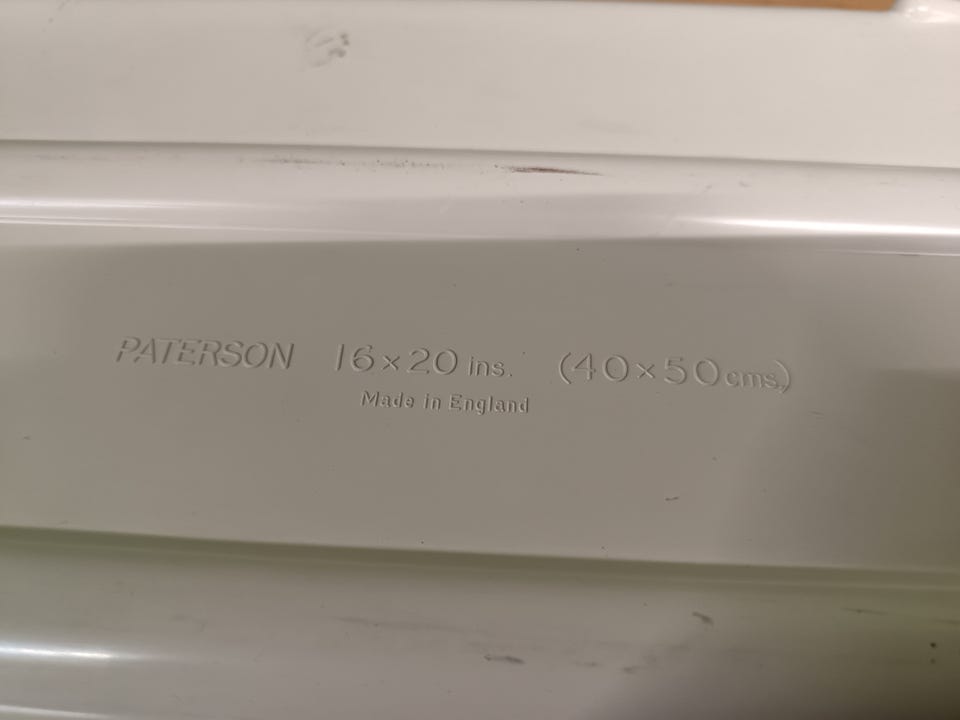 PATERSON 16×20 ins. (40×50 cms.)
Made in England